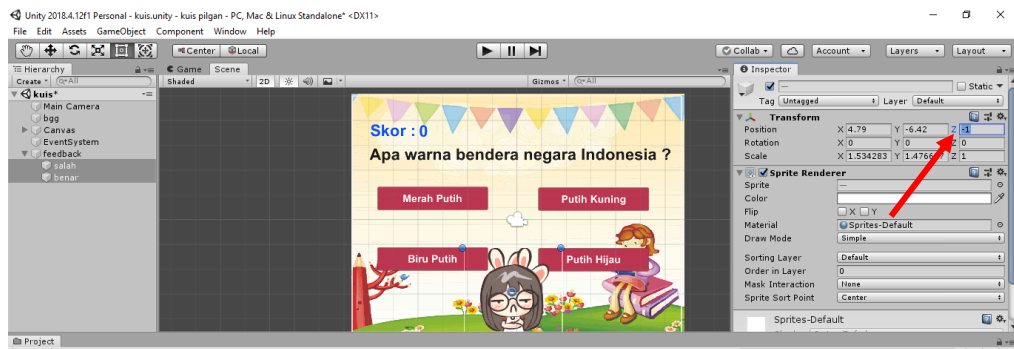 Unity 2018.4.12f1 Personal - kuis.unity - kuis pilgan - PC, Mac & Linux Standalone* <DX11>
File Edit Assets GameObject Component Window Help
Center Local Collab Account Layers Layout
Hierarchy Game Scene Inspector
Create All Shaded 2D Gizmos All
kuis*
Main Camera
bgg
Canvas
EventSystem
feedback
salah
benar
Skor : 0
Apa warna bendera negara Indonesia ?
Merah Putih Putih Kuning
Biru Putih Putih Hijau
— Static
Tag Untagged Layer Default
Transform
Position X 4.79 Y -6.42 Z -1
Rotation X 0 Y 0 Z 0
Scale X 1.534283 Y Z 1
Sprite Renderer
Sprite —
Color
Flip X Y
Material Sprites-Default
Draw Mode Simple
Sorting Layer Default
Order in Layer 0
Mask Interaction None
Sprite Sort Point Center
Sprites-Default
Project